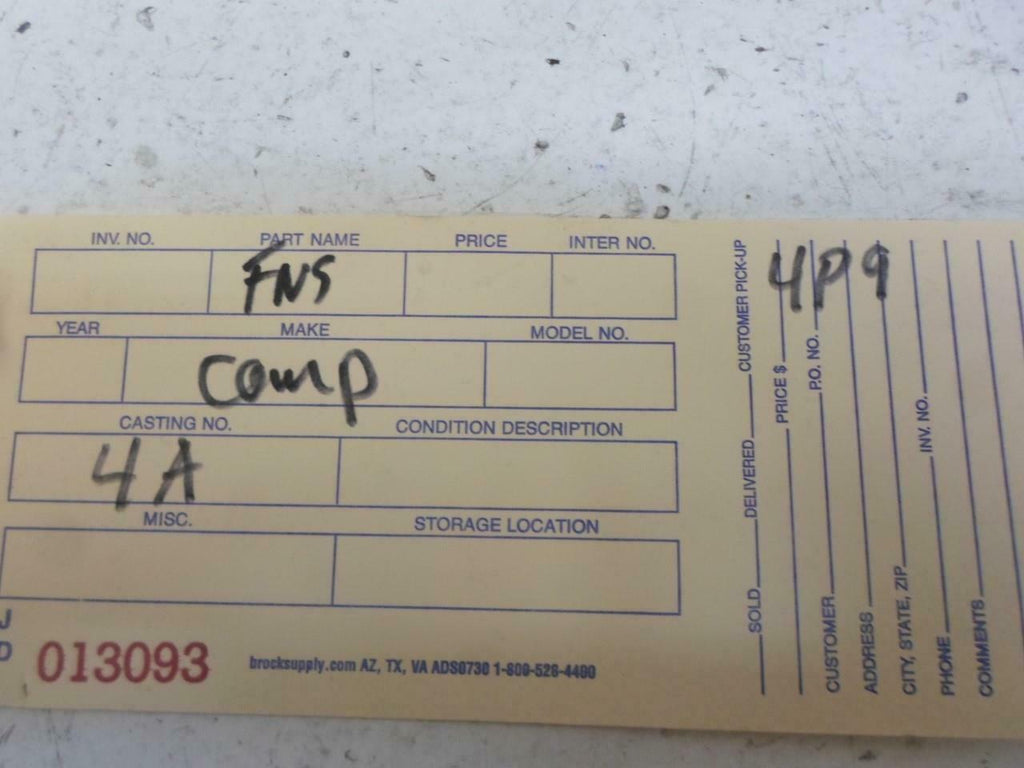 INV. NO. PART NAME PRICE INTER NO.
FNS
YEAR MAKE MODEL NO.
Comp
CASTING NO. CONDITION DESCRIPTION
4A
MISC. STORAGE LOCATION
013093
brocksupply.com AZ, TX, VA ADS0730 1-800-528-4400
4P9
SOLD DELIVERED CUSTOMER PICK-UP
PRICE $
CUSTOMER P.O. NO.
ADDRESS
CITY, STATE, ZIP
PHONE INV. NO.
COMMENTS